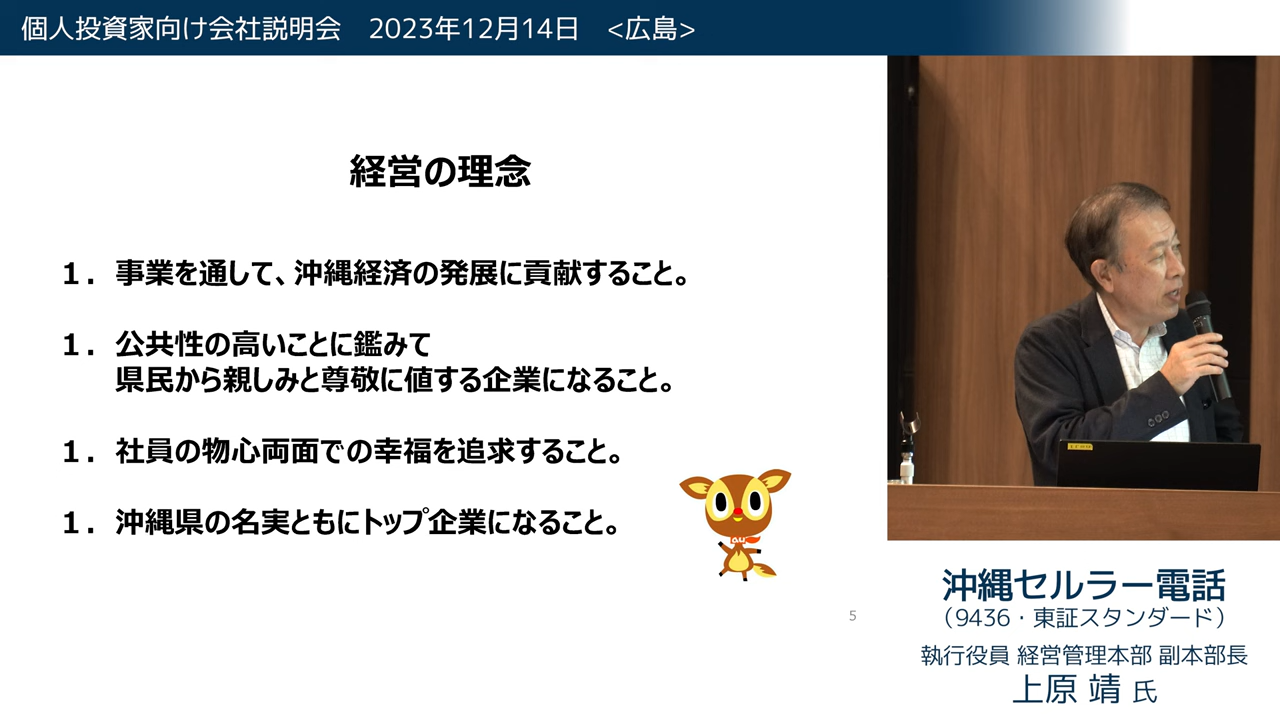 個人投資家向け会社説明会　2023年12月14日　<広島>
経営の理念
１．事業を通して、沖縄経済の発展に貢献すること。
１．公共性の高いことに鑑みて
県民から親しみと尊敬に値する企業になること。
１．社員の物心両面での幸福を追求すること。
１．沖縄県の名実ともにトップ企業になること。
au
5
沖縄セルラー電話
（9436・東証スタンダード）
執行役員 経営管理本部 副本部長
上原 靖 氏